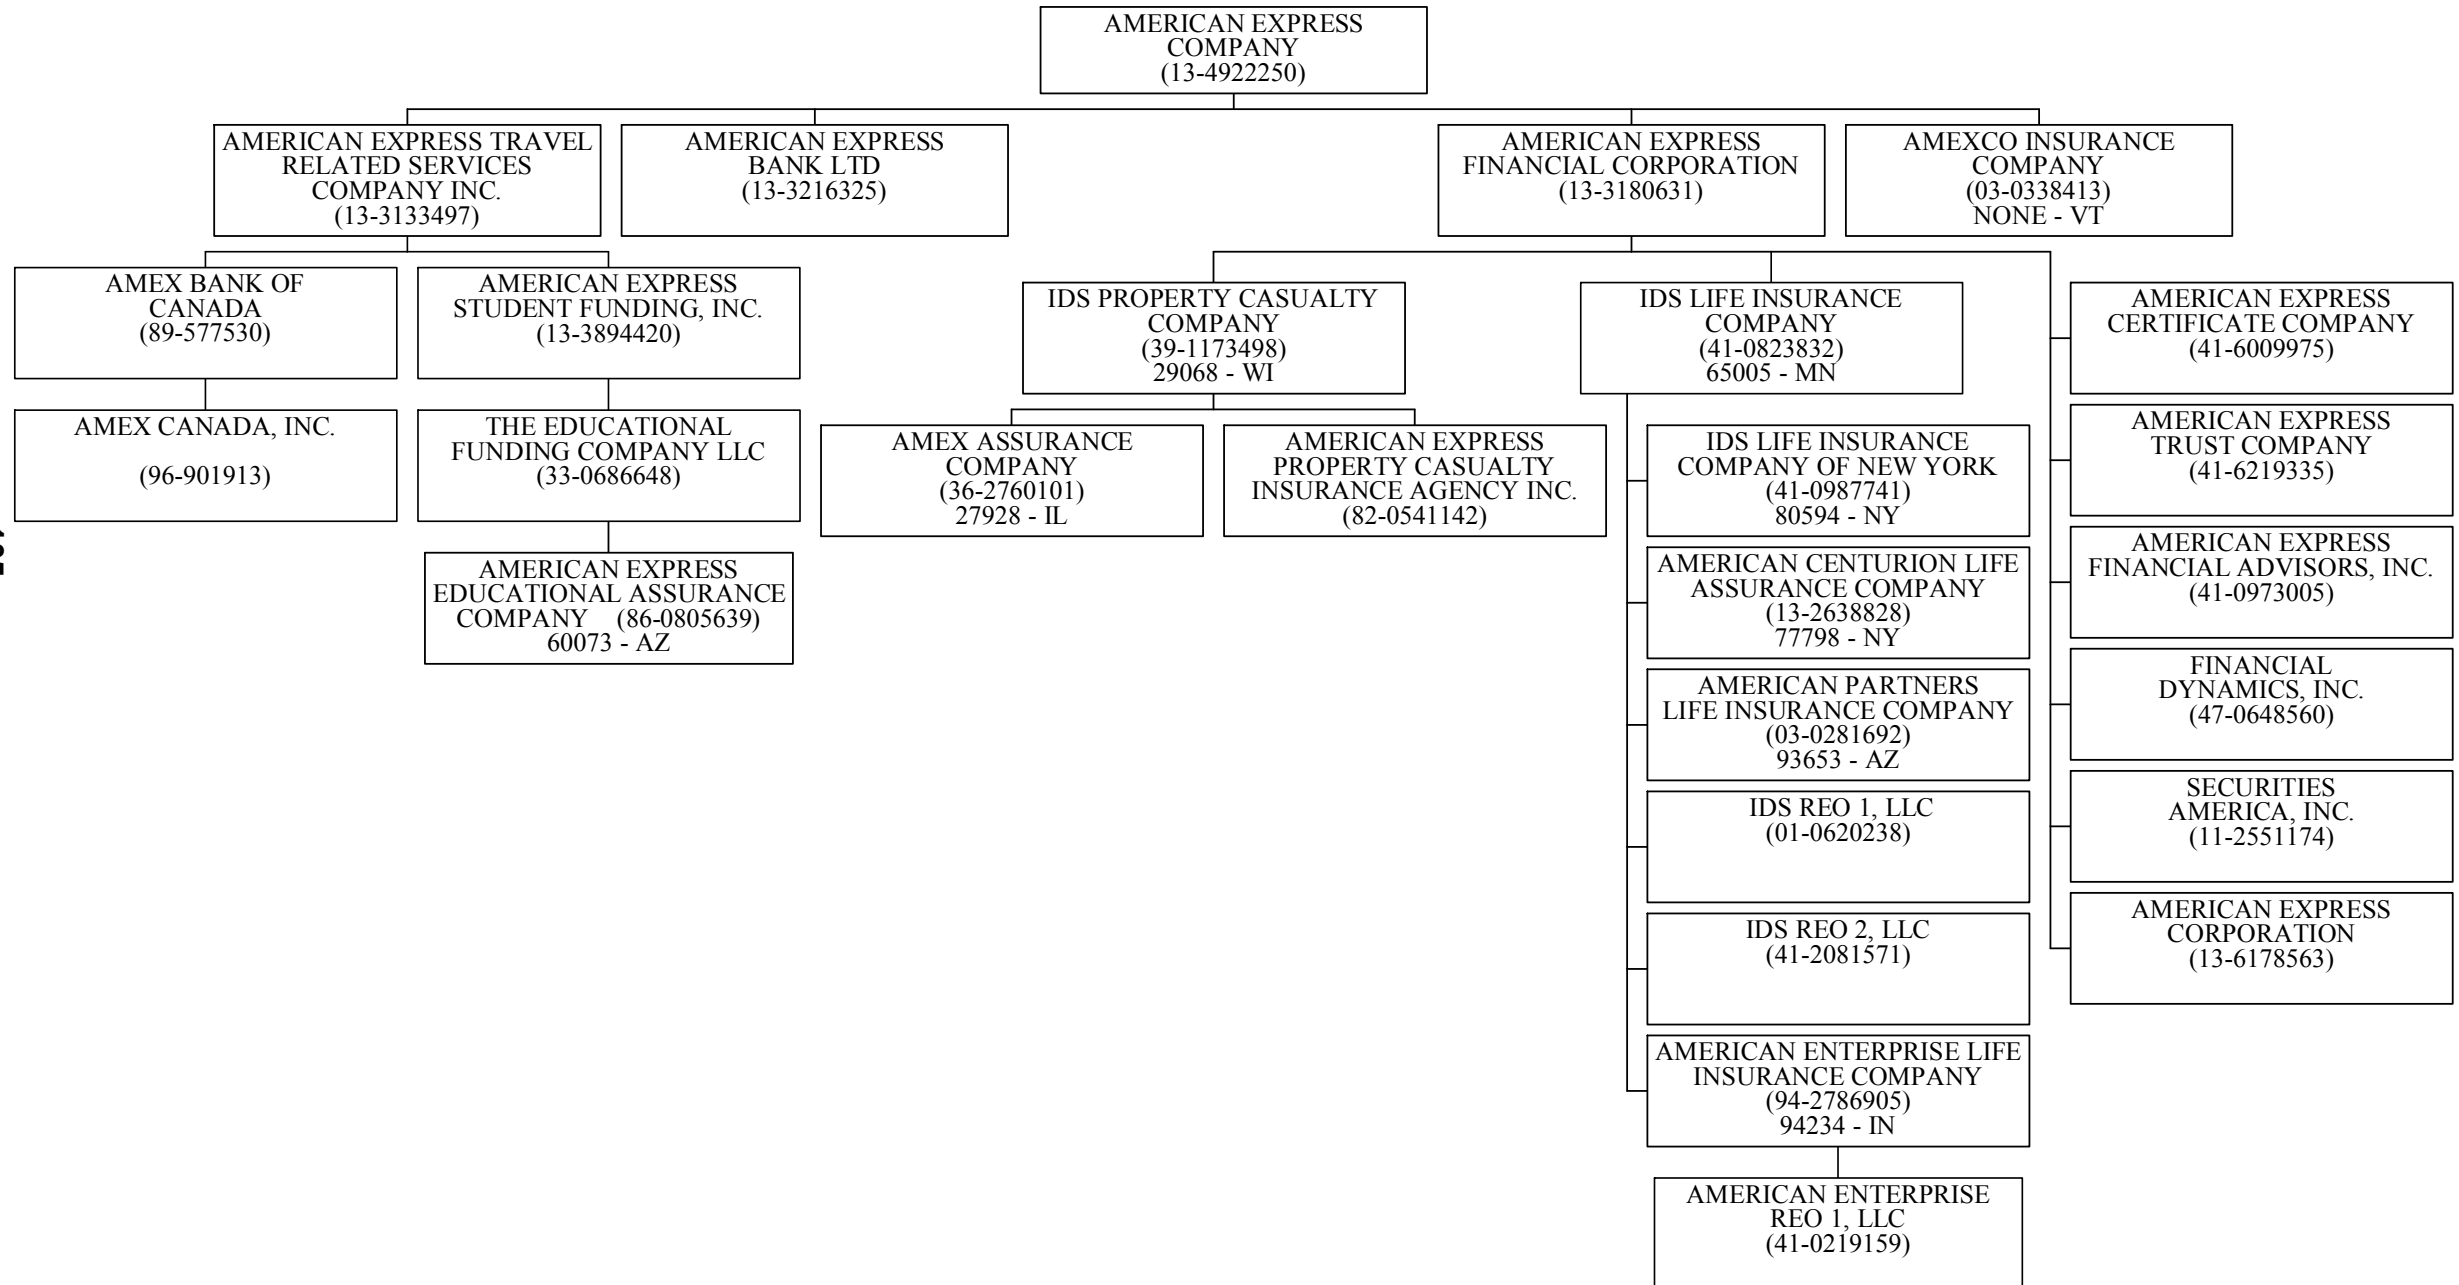 AMERICAN EXPRESS
COMPANY
(13-4922250)
AMERICAN EXPRESS TRAVEL
RELATED SERVICES
COMPANY INC.
(13-3133497)
AMERICAN EXPRESS
BANK LTD
(13-3216325)
AMERICAN EXPRESS
FINANCIAL CORPORATION
(13-3180631)
AMEXCO INSURANCE
COMPANY
(03-0338413)
NONE - VT
AMEX BANK OF
CANADA
(89-577530)
AMERICAN EXPRESS
STUDENT FUNDING, INC.
(13-3894420)
IDS PROPERTY CASUALTY
COMPANY
(39-1173498)
29068 - WI
IDS LIFE INSURANCE
COMPANY
(41-0823832)
65005 - MN
AMERICAN EXPRESS
CERTIFICATE COMPANY
(41-6009975)
AMEX CANADA, INC.
(96-901913)
THE EDUCATIONAL
FUNDING COMPANY LLC
(33-0686648)
AMEX ASSURANCE
COMPANY
(36-2760101)
27928 - IL
AMERICAN EXPRESS
PROPERTY CASUALTY
INSURANCE AGENCY INC.
(82-0541142)
IDS LIFE INSURANCE
COMPANY OF NEW YORK
(41-0987741)
80594 - NY
AMERICAN EXPRESS
TRUST COMPANY
(41-6219335)
AMERICAN EXPRESS
EDUCATIONAL ASSURANCE
COMPANY (86-0805639)
60073 - AZ
AMERICAN CENTURION LIFE
ASSURANCE COMPANY
(13-2638828)
77798 - NY
AMERICAN EXPRESS
FINANCIAL ADVISORS, INC.
(41-0973005)
AMERICAN PARTNERS
LIFE INSURANCE COMPANY
(03-0281692)
93653 - AZ
FINANCIAL
DYNAMICS, INC.
(47-0648560)
IDS REO 1, LLC
(01-0620238)
SECURITIES
AMERICA, INC.
(11-2551174)
IDS REO 2, LLC
(41-2081571)
AMERICAN EXPRESS
CORPORATION
(13-6178563)
AMERICAN ENTERPRISE LIFE
INSURANCE COMPANY
(94-2786905)
94234 - IN
AMERICAN ENTERPRISE
REO 1, LLC
(41-0219159)